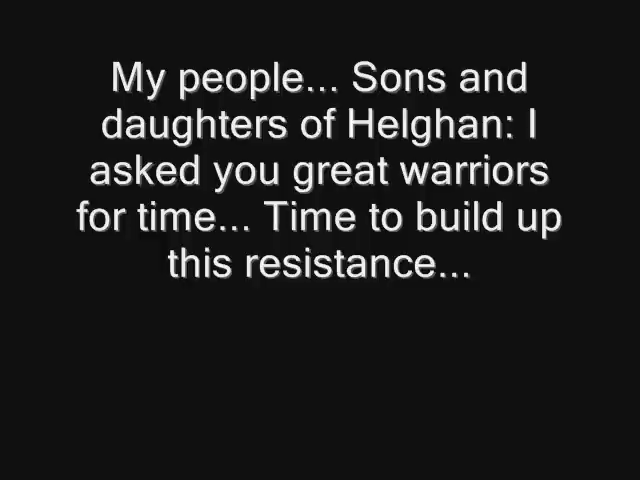 My people... Sons and
daughters of Helghan: I
asked you great warriors
for time... Time to build up
this resistance...